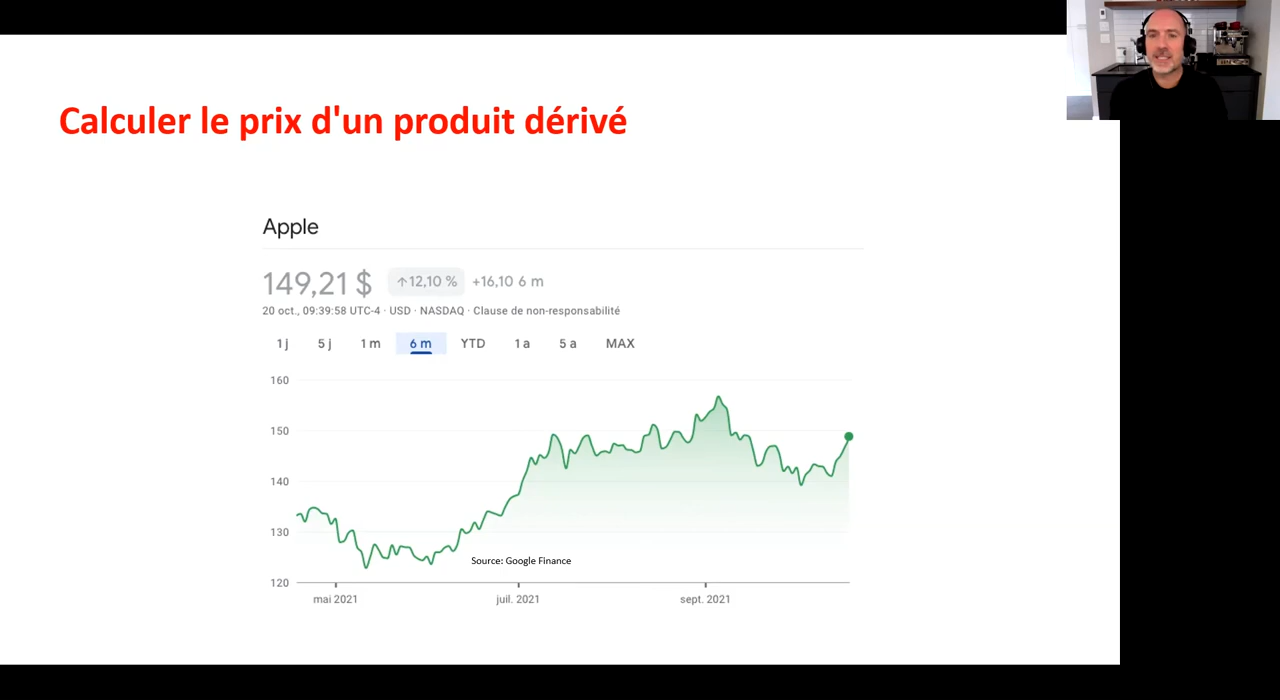 Calculer le prix d'un produit dérivé
Apple
149,21 $ ↑12,10 % +16,10 6 m
20 oct., 09:39:58 UTC-4 · USD · NASDAQ · Clause de non-responsabilité
1 j 5 j 1 m 6 m YTD 1 a 5 a MAX
160
150
140
130
120
Source: Google Finance
mai 2021 juil. 2021 sept. 2021